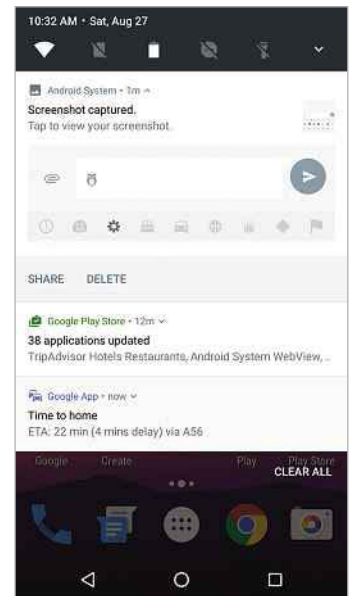 10:32 AM • Sat, Aug 27
Android System • 1m
Screenshot captured.
Tap to view your screenshot.
SHARE DELETE
Google Play Store • 12m
38 applications updated
TripAdvisor Hotels Restaurants, Android System WebView, ..
Google App • now
Time to home
ETA: 22 min (4 mins delay) via A56
Google Create Play Play Store
CLEAR ALL